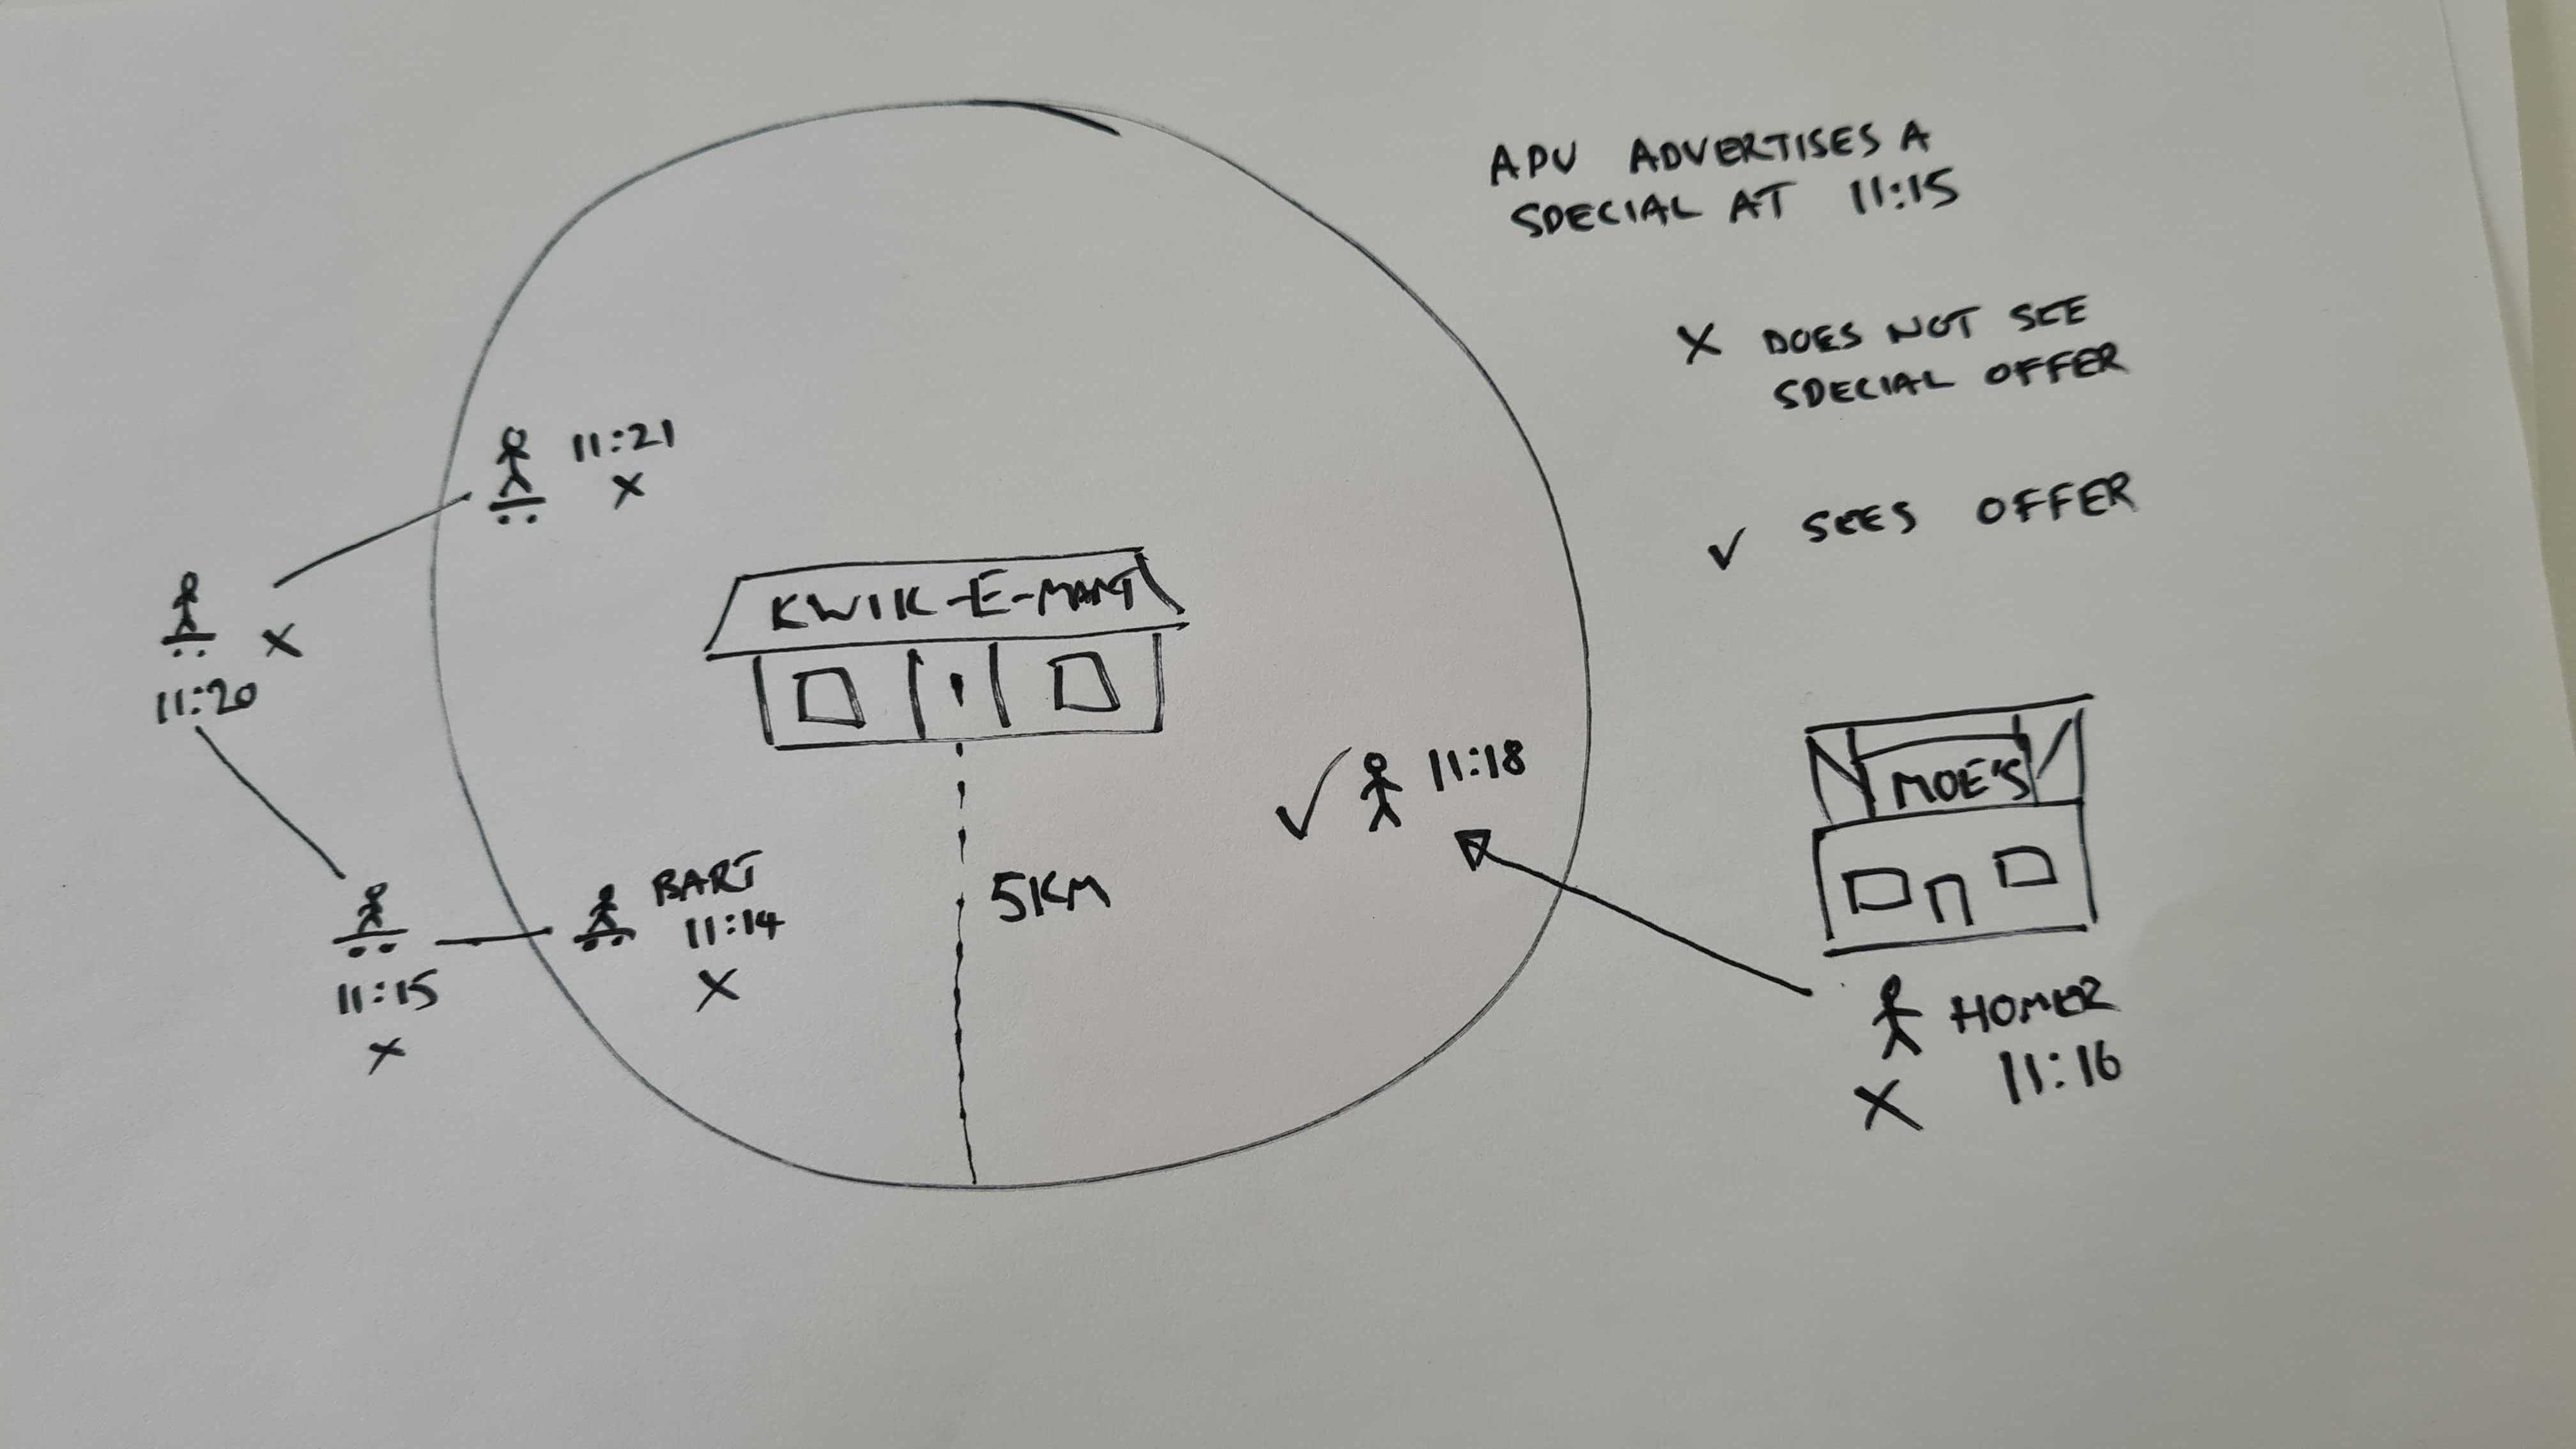 APU ADVERTISES A
SPECIAL AT 11:15
X DOES NOT SEE
SPECIAL OFFER
✓ SEES OFFER
11:21
X
KWIK-E-MART
X
11:20
✓ 11:18
MOE'S
BART
11:14
X
5KM
11:15
X
HOMER
11:16
X